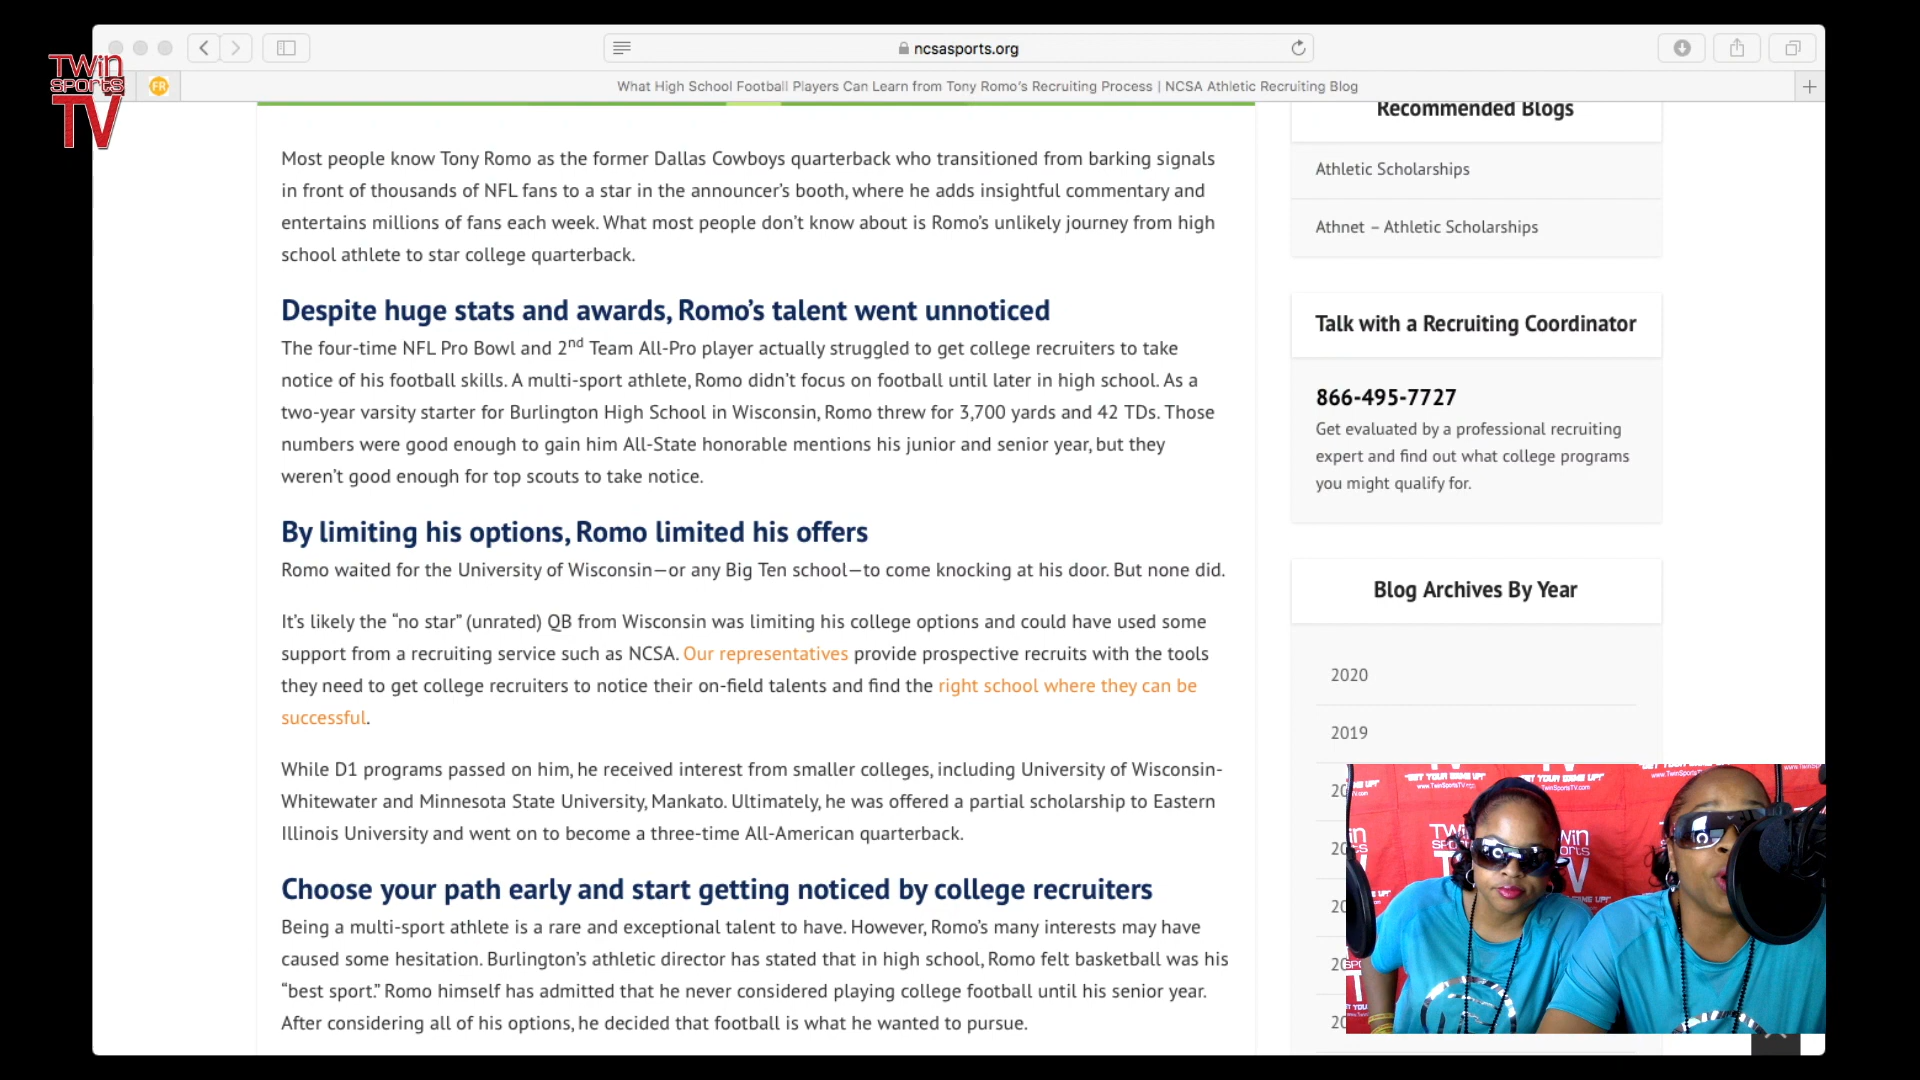 TWin
sports
TV
ncsasports.org
FR
What High School Football Players Can Learn from Tony Romo's Recruiting Process | NCSA Athletic Recruiting Blog
Most people know Tony Romo as the former Dallas Cowboys quarterback who transitioned from barking signals
in front of thousands of NFL fans to a star in the announcer's booth, where he adds insightful commentary and
entertains millions of fans each week. What most people don't know about is Romo's unlikely journey from high
school athlete to star college quarterback.
Despite huge stats and awards, Romo's talent went unnoticed
The four-time NFL Pro Bowl and 2nd Team All-Pro player actually struggled to get college recruiters to take
notice of his football skills. A multi-sport athlete, Romo didn't focus on football until later in high school. As a
two-year varsity starter for Burlington High School in Wisconsin, Romo threw for 3,700 yards and 42 TDs. Those
numbers were good enough to gain him All-State honorable mentions his junior and senior year, but they
weren't good enough for top scouts to take notice.
By limiting his options, Romo limited his offers
Romo waited for the University of Wisconsin—or any Big Ten school—to come knocking at his door. But none did.
It's likely the "no star" (unrated) QB from Wisconsin was limiting his college options and could have used some
support from a recruiting service such as NCSA. Our representatives provide prospective recruits with the tools
they need to get college recruiters to notice their on-field talents and find the right school where they can be
successful.
While D1 programs passed on him, he received interest from smaller colleges, including University of Wisconsin-
Whitewater and Minnesota State University, Mankato. Ultimately, he was offered a partial scholarship to Eastern
Illinois University and went on to become a three-time All-American quarterback.
Choose your path early and start getting noticed by college recruiters
Being a multi-sport athlete is a rare and exceptional talent to have. However, Romo's many interests may have
caused some hesitation. Burlington's athletic director has stated that in high school, Romo felt basketball was his
"best sport." Romo himself has admitted that he never considered playing college football until his senior year.
After considering all of his options, he decided that football is what he wanted to pursue.
Recommended Blogs
Athletic Scholarships
Athnet – Athletic Scholarships
Talk with a Recruiting Coordinator
866-495-7727
Get evaluated by a professional recruiting
expert and find out what college programs
you might qualify for.
Blog Archives By Year
2020
2019
"GET YOUR GAME UP!"
www.TwinSportsTV.com